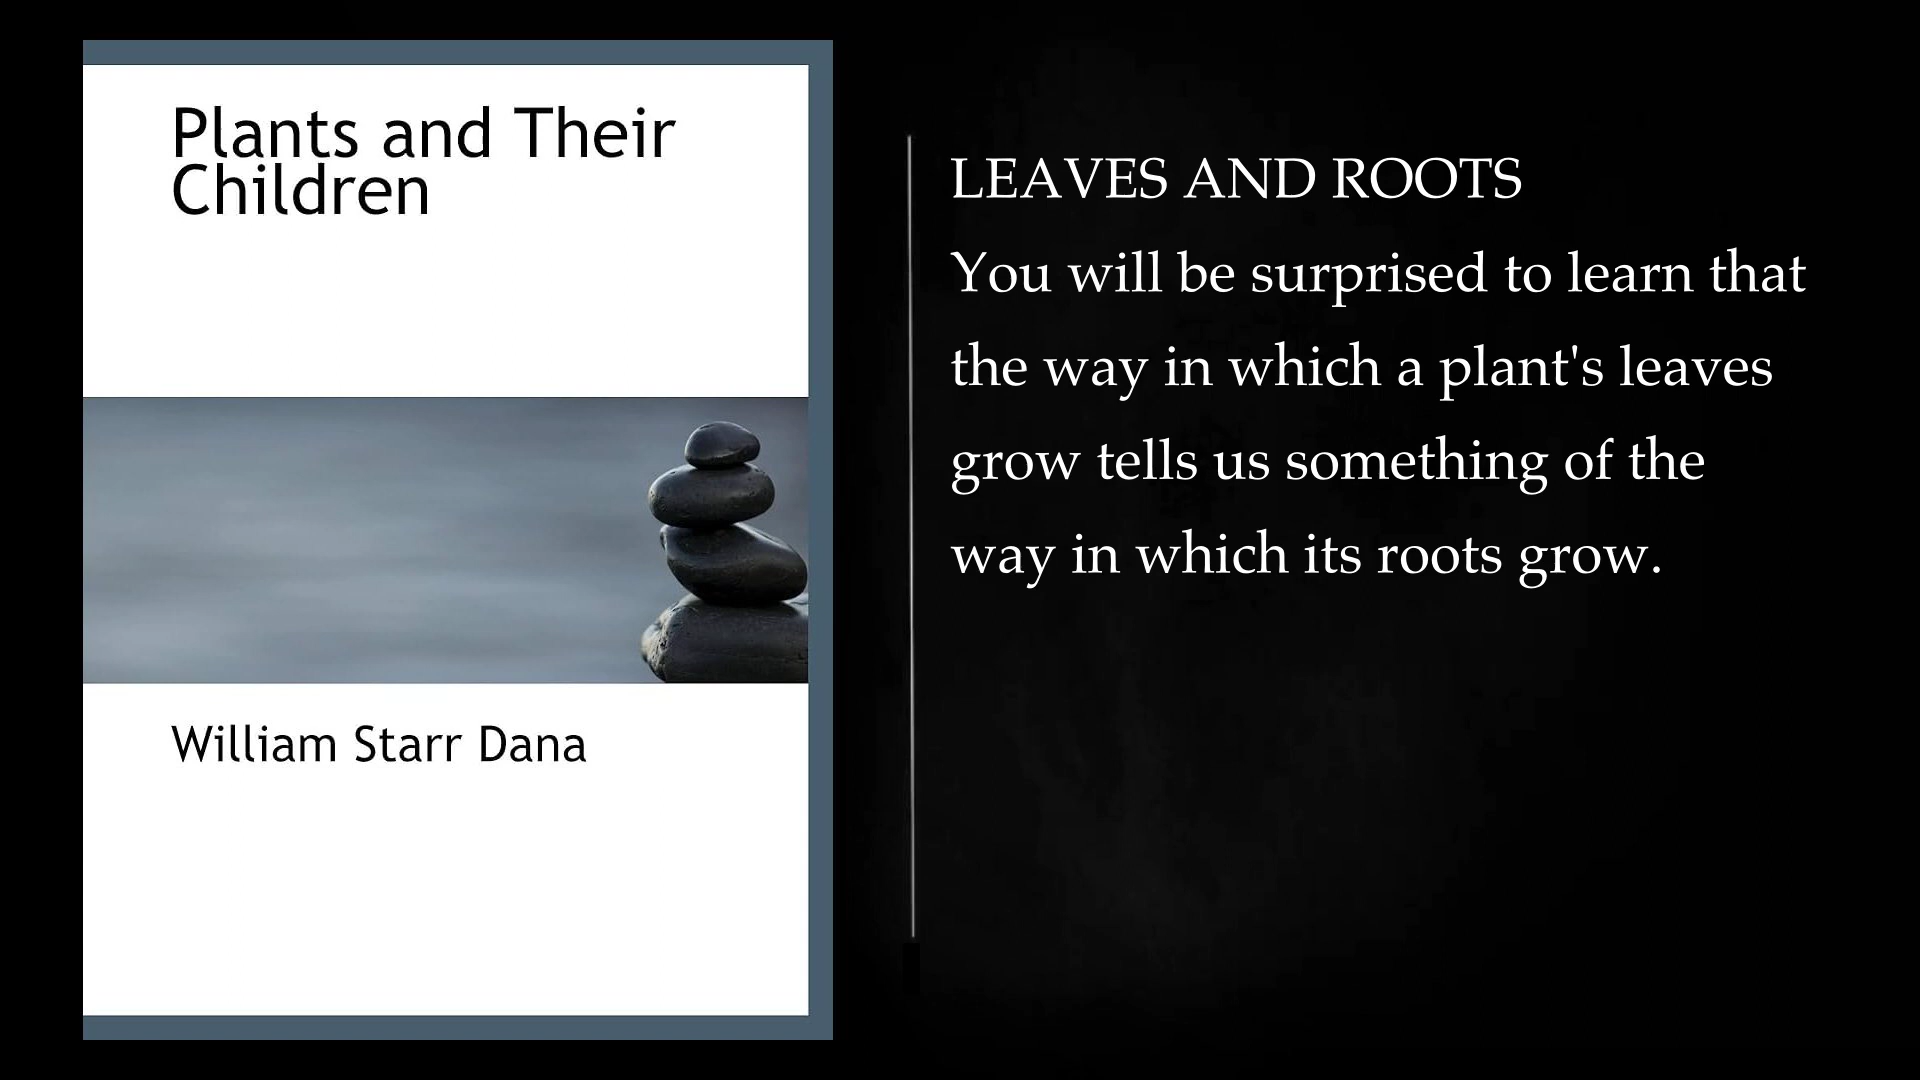 Plants and Their
Children
William Starr Dana
LEAVES AND ROOTS
You will be surprised to learn that
the way in which a plant's leaves
grow tells us something of the
way in which its roots grow.